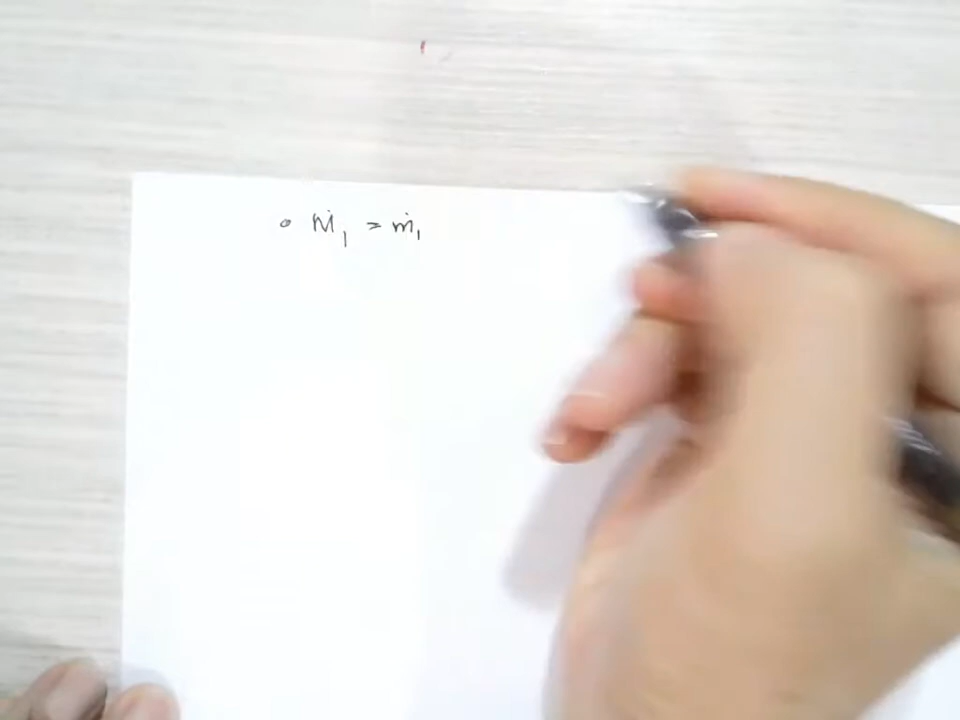 • Ṁ₁ = ṁ₁